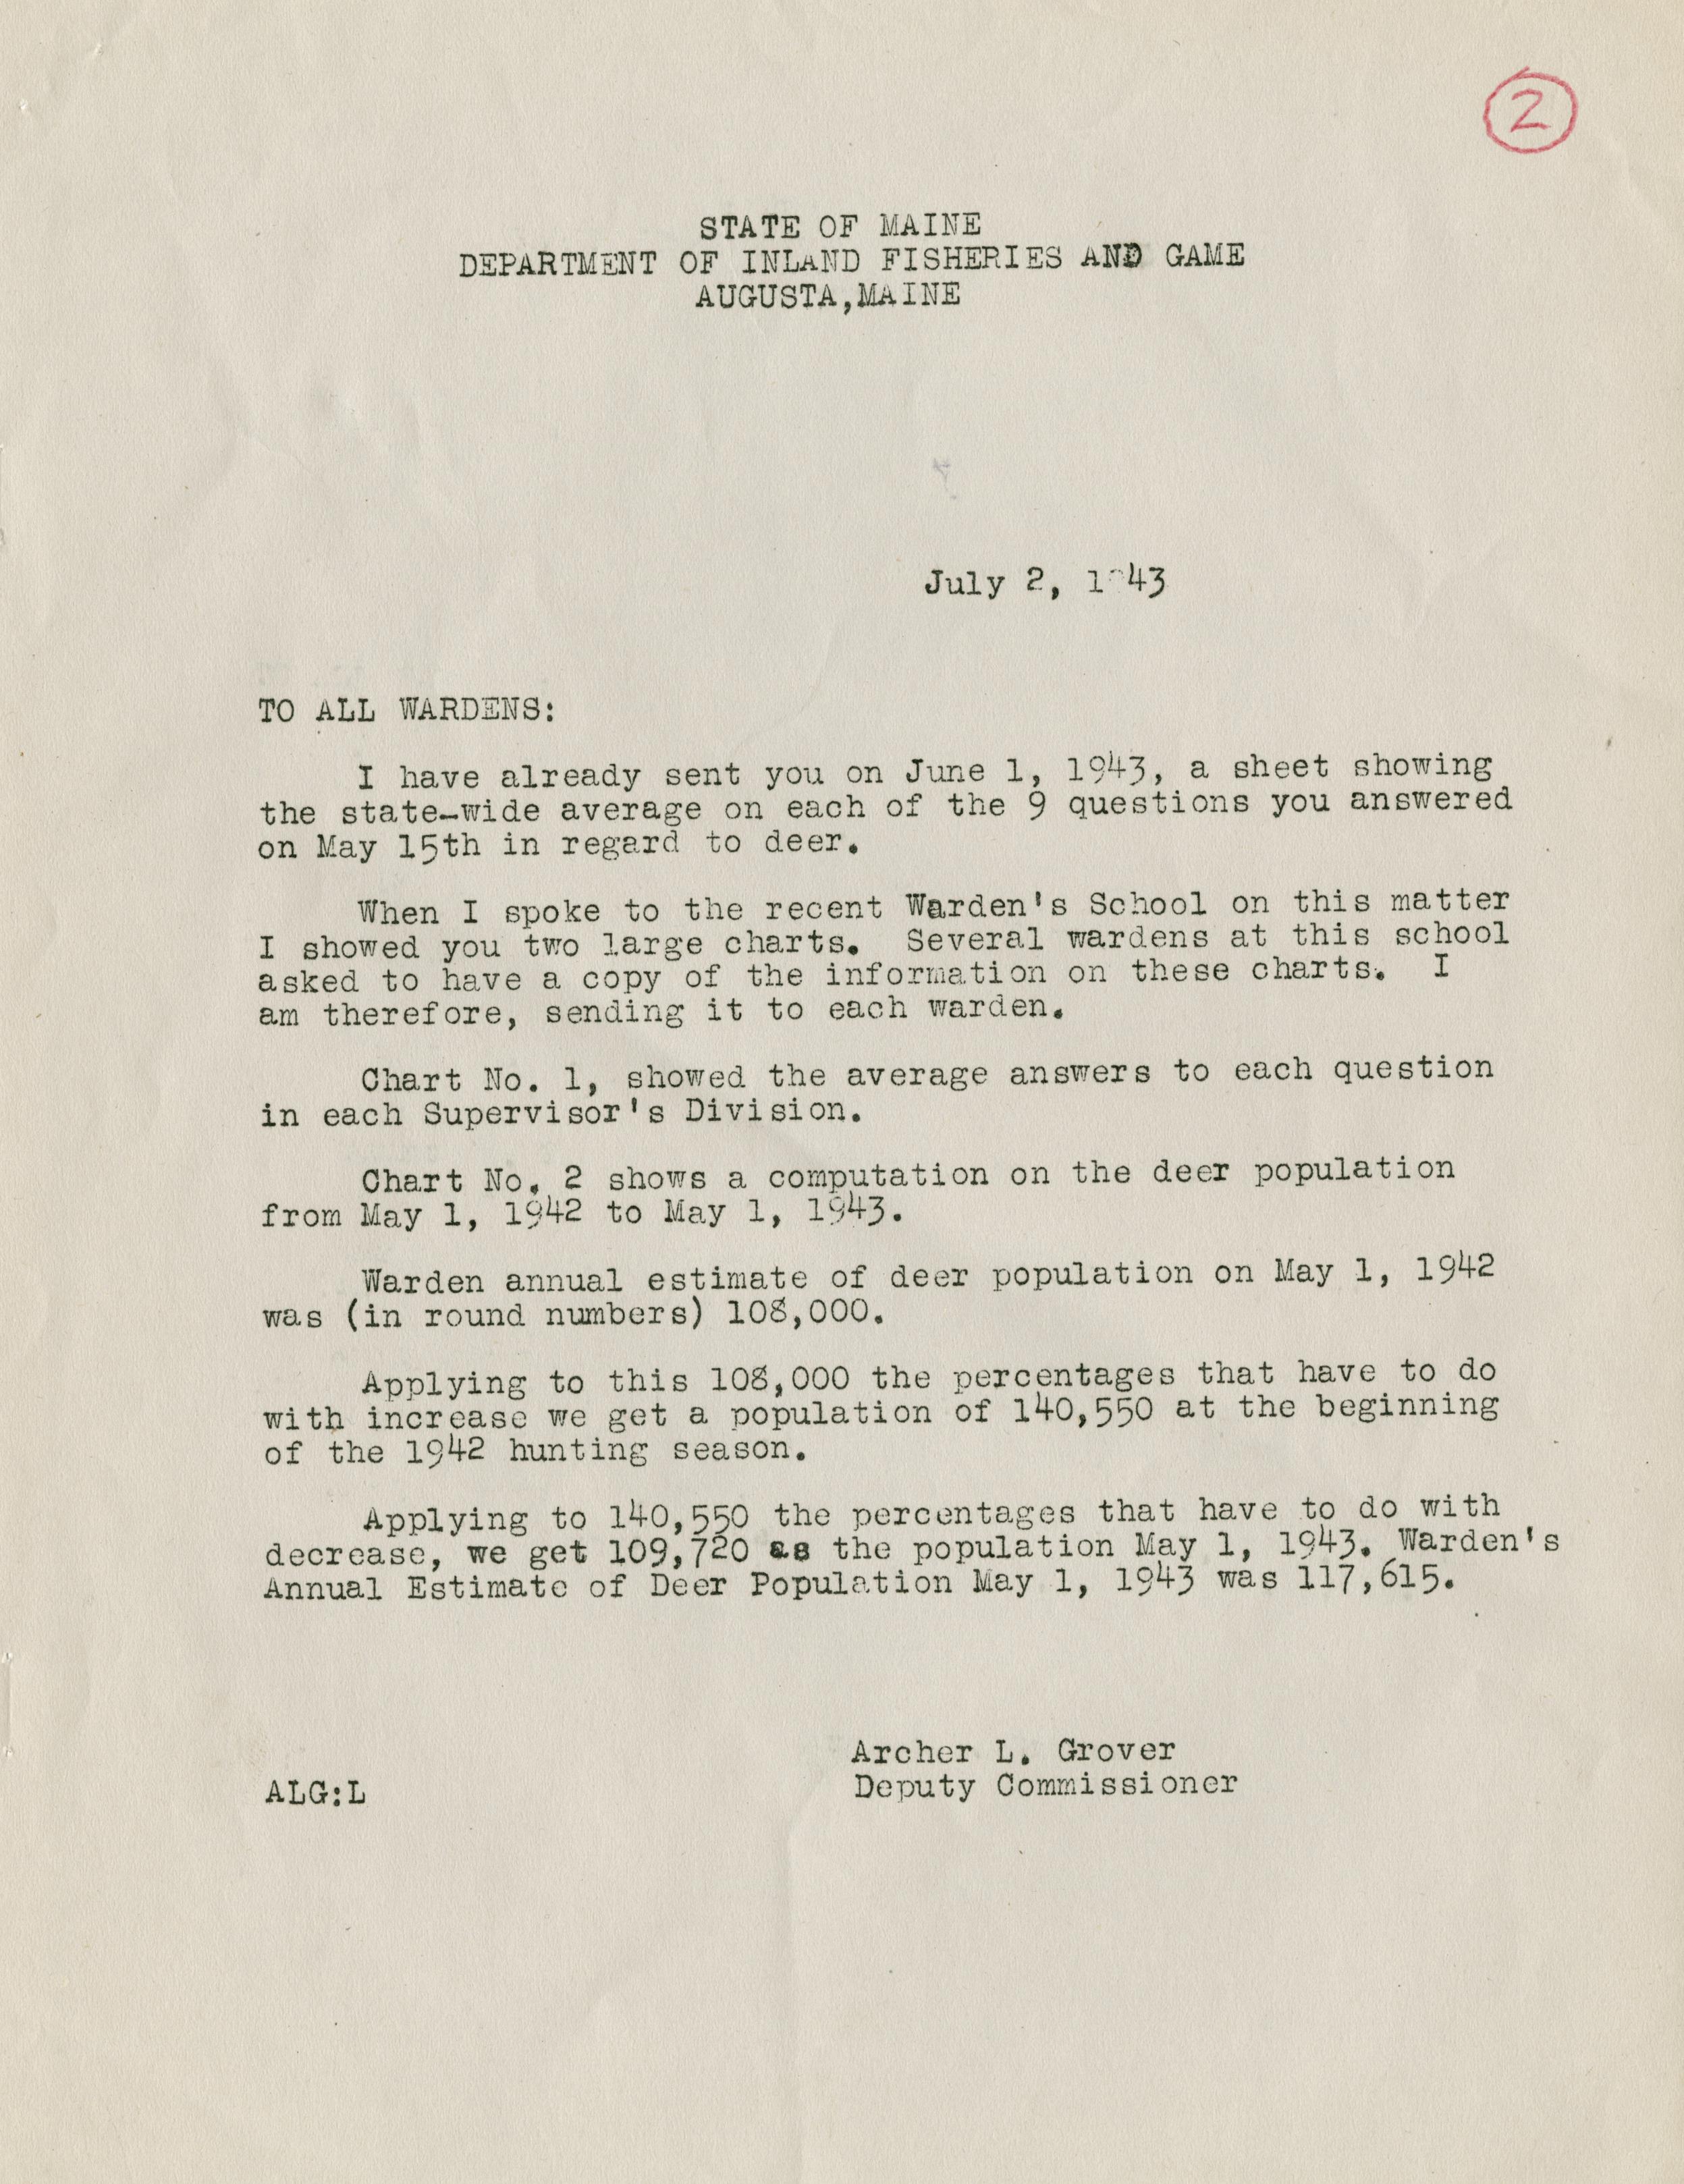 2
STATE OF MAINE
DEPARTMENT OF INLAND FISHERIES AND GAME
AUGUSTA,MAINE
July 2, 1943
TO ALL WARDENS:
I have already sent you on June 1, 1943, a sheet showing
the state-wide average on each of the 9 questions you answered
on May 15th in regard to deer.
When I spoke to the recent Warden's School on this matter
I showed you two large charts. Several wardens at this school
asked to have a copy of the information on these charts. I
am therefore, sending it to each warden.
Chart No. 1, showed the average answers to each question
in each Supervisor's Division.
Chart No. 2 shows a computation on the deer population
from May 1, 1942 to May 1, 1943.
Warden annual estimate of deer population on May 1, 1942
was (in round numbers) 108,000.
Applying to this 108,000 the percentages that have to do
with increase we get a population of 140,550 at the beginning
of the 1942 hunting season.
Applying to 140,550 the percentages that have to do with
decrease, we get 109,720 as the population May 1, 1943. Warden's
Annual Estimate of Deer Population May 1, 1943 was 117,615.
Archer L. Grover
Deputy Commissioner
ALG:L